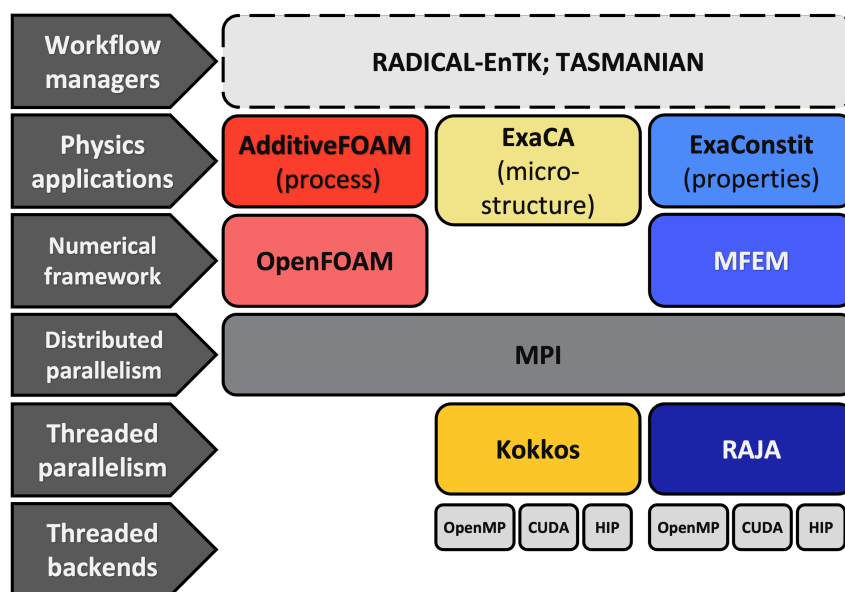 Workflow
managers
RADICAL-EnTK; TASMANIAN
Physics
applications
AdditiveFOAM
(process)
ExaCA
(micro-
structure)
ExaConstit
(properties)
Numerical
framework
OpenFOAM
MFEM
Distributed
parallelism
MPI
Threaded
parallelism
Kokkos
RAJA
Threaded
backends
OpenMP
CUDA
HIP
OpenMP
CUDA
HIP